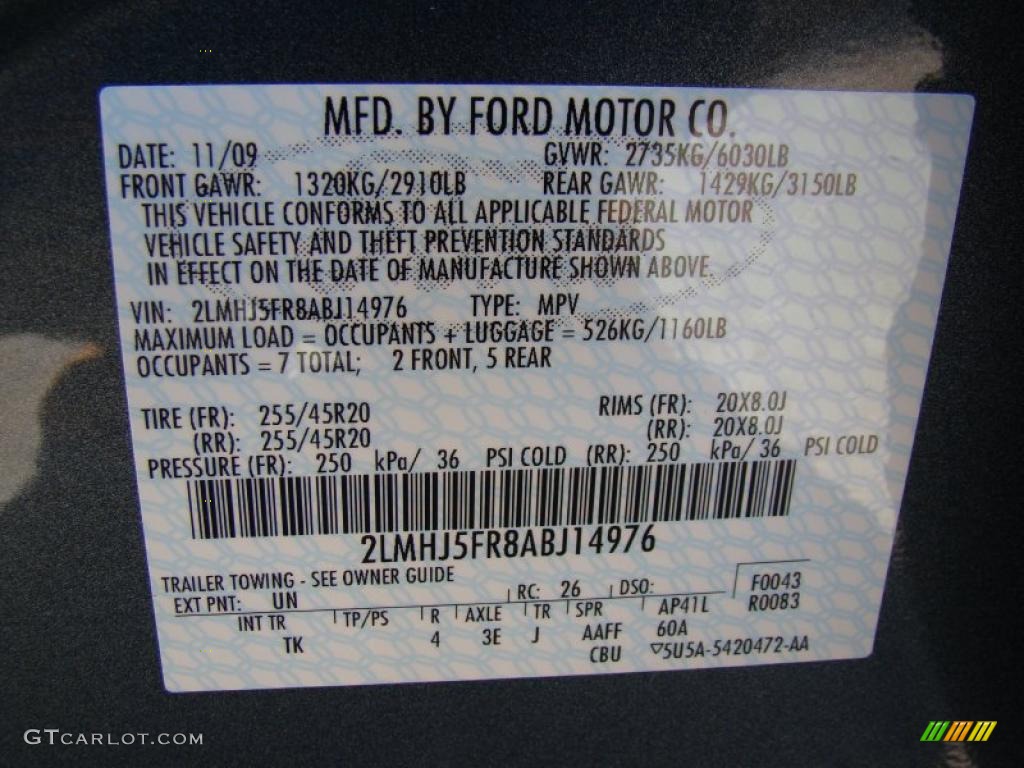 MFD. BY FORD MOTOR CO.
DATE: 11/09 GVWR: 2735KG/6030LB
FRONT GAWR: 1320KG/2910LB REAR GAWR: 1429KG/3150LB
THIS VEHICLE CONFORMS TO ALL APPLICABLE FEDERAL MOTOR
VEHICLE SAFETY AND THEFT PREVENTION STANDARDS
IN EFFECT ON THE DATE OF MANUFACTURE SHOWN ABOVE.
VIN: 2LMHJ5FR8ABJ14976 TYPE: MPV
MAXIMUM LOAD = OCCUPANTS + LUGGAGE = 526KG/1160LB
OCCUPANTS = 7 TOTAL; 2 FRONT, 5 REAR
TIRE (FR): 255/45R20 RIMS (FR): 20X8.0J
(RR): 255/45R20 (RR): 20X8.0J
PRESSURE (FR): 250 kPa/ 36 PSI COLD (RR): 250 kPa/ 36 PSI COLD
2LMHJ5FR8ABJ14976
TRAILER TOWING - SEE OWNER GUIDE
EXT PNT: UN RC: 26 DSO: F0043
INT TR TP/PS R AXLE TR SPR AP41L R0083
TK 4 3E J AAFF 60A
CBU ▽5U5A-5420472-AA
GTCARLOT.COM